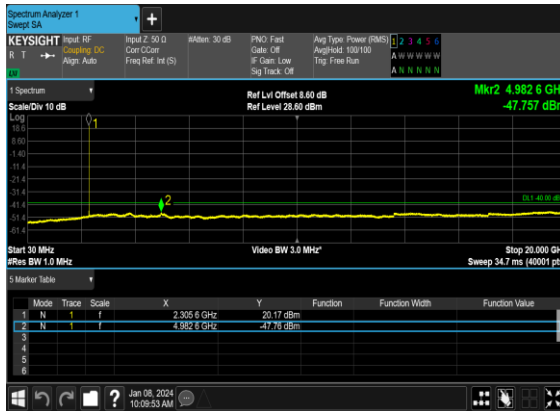 Spectrum Analyzer 1
Swept SA
+
KEYSIGHT
R T
Input: RF
Coupling: DC
Align: Auto
Input Z: 50 Ω
Corr CCorr
Freq Ref: Int (S)
#Atten: 30 dB
PNO: Fast
Gate: Off
IF Gain: Low
Sig Track: Off
Avg Type: Power (RMS)
Avg|Hold: 100/100
Trig: Free Run
1 2 3 4 5 6
A W W W W W
A N N N N N
1 Spectrum
Scale/Div 10 dB
Ref Lvl Offset 8.60 dB
Ref Level 28.60 dBm
Mkr2 4.982 6 GH
-47.757 dB
Log
18.6
8.60
-1.40
-11.4
-21.4
-31.4
-41.4
-51.4
-61.4
1
2
DL1 -40.00 dB
Start 30 MHz
#Res BW 1.0 MHz
Video BW 3.0 MHz*
Stop 20.000 GH
Sweep 34.7 ms (40001 pt
5 Marker Table
Mode Trace Scale X Y Function Function Width Function Value
1 N 1 f 2.305 6 GHz 20.17 dBm
2 N 1 f 4.982 6 GHz -47.76 dBm
3
4
5
6
?
Jan 08, 2024
10:09:53 AM